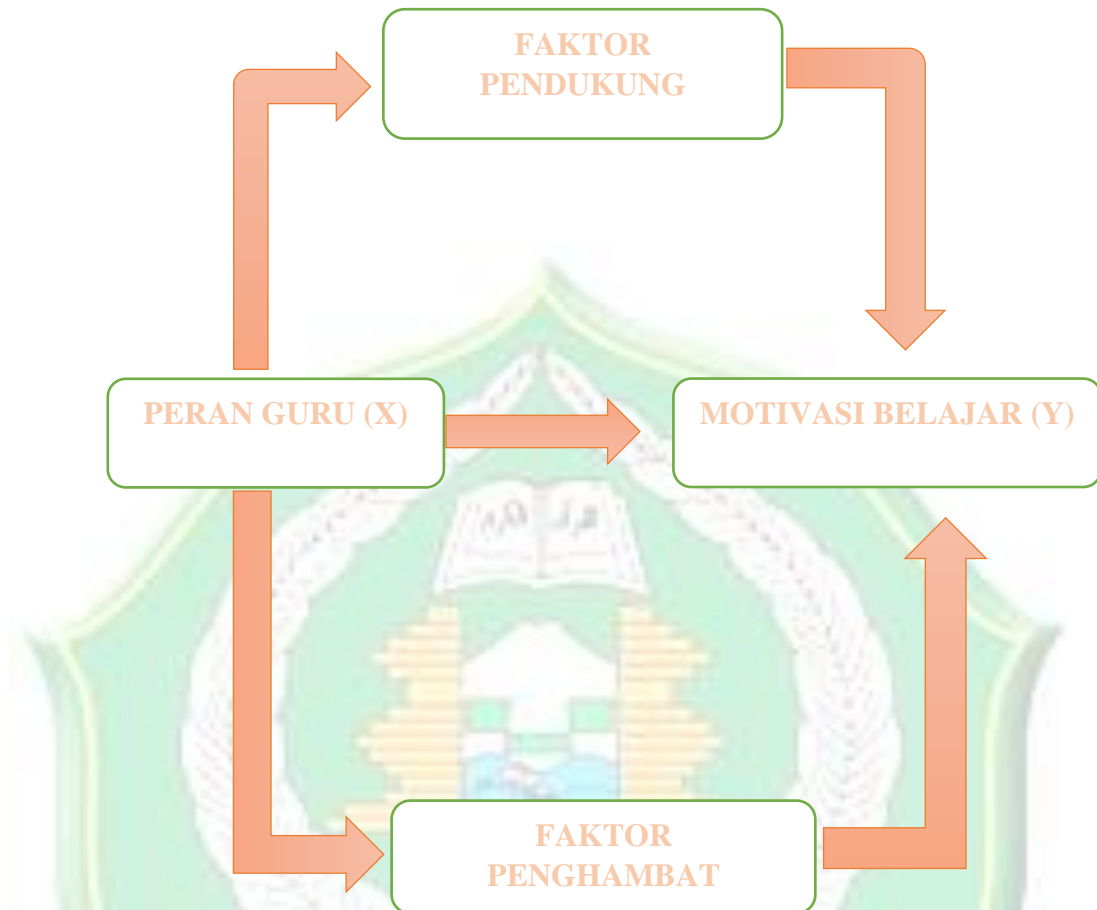 FAKTOR
PENDUKUNG
PERAN GURU (X)
MOTIVASI BELAJAR (Y)
FAKTOR
PENGHAMBAT